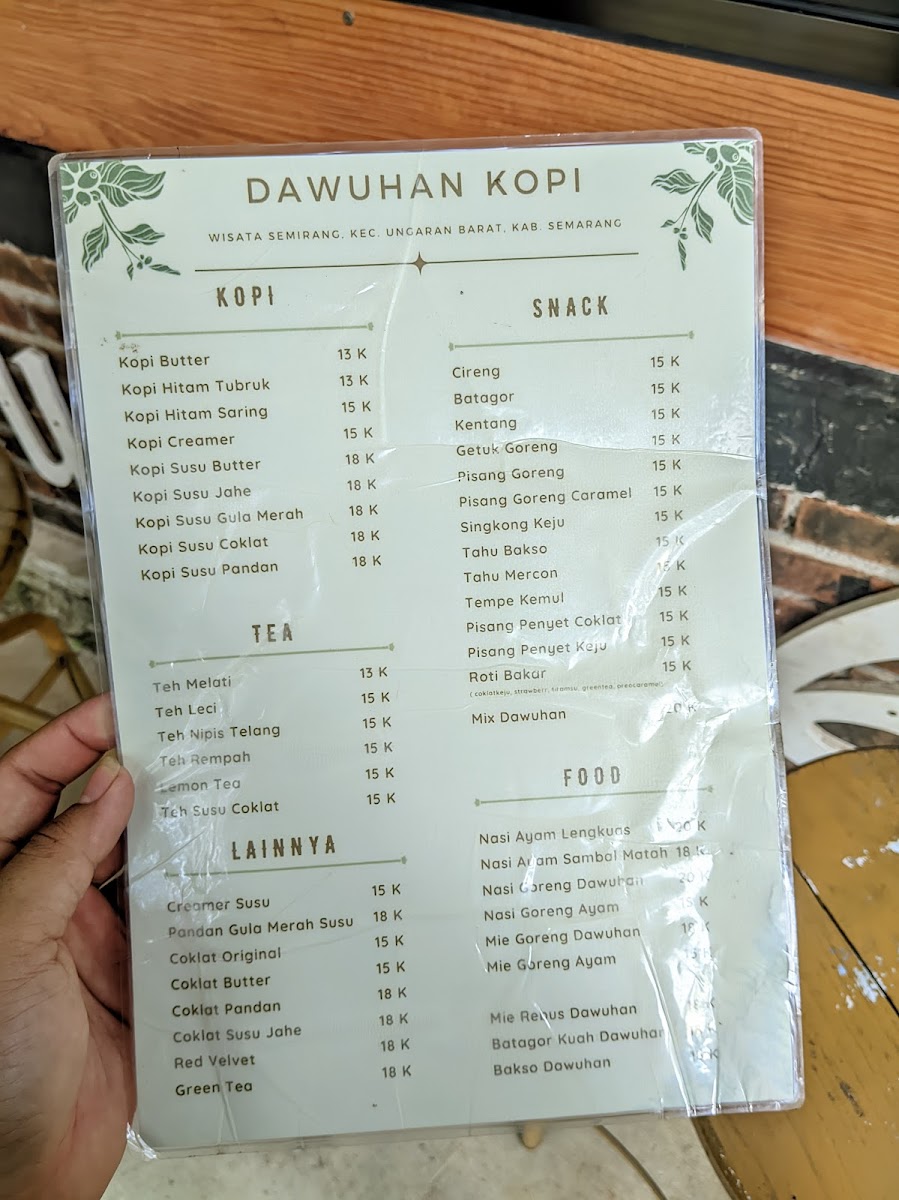 DAWUHAN KOPI
WISATA SEMIRANG, KEC. UNGARAN BARAT, KAB. SEMARANG
KOPI
Kopi Butter 13 K
Kopi Hitam Tubruk 13 K
Kopi Hitam Saring 15 K
Kopi Creamer 15 K
Kopi Susu Butter 18 K
Kopi Susu Jahe 18 K
Kopi Susu Gula Merah 18 K
Kopi Susu Coklat 18 K
Kopi Susu Pandan 18 K
TEA
Teh Melati 13 K
Teh Leci 15 K
Teh Nipis Telang 15 K
Teh Rempah 15 K
Lemon Tea 15 K
Teh Susu Coklat 15 K
LAINNYA
Creamer Susu 15 K
Pandan Gula Merah Susu 18 K
Coklat Original 15 K
Coklat Butter 15 K
Coklat Pandan 18 K
Coklat Susu Jahe 18 K
Red Velvet 18 K
Green Tea 18 K
SNACK
Cireng 15 K
Batagor 15 K
Kentang 15 K
Getuk Goreng 15 K
Pisang Goreng 15 K
Pisang Goreng Caramel 15 K
Singkong Keju 15 K
Tahu Bakso 15 K
Tahu Mercon 15 K
Tempe Kemul 15 K
Pisang Penyet Coklat 15 K
Pisang Penyet Keju 15 K
Roti Bakar 15 K
( coklatkeju, strawberr, tiramsu, greentea,
Mix Dawuhan 20 K
FOOD
Nasi Ayam Lengkuas 20 K
Nasi Ayam Sambal Matah 18 K
Nasi Goreng Dawuhan 20 K
Nasi Goreng Ayam
Mie Goreng Dawuhan
Mie Goreng Ayam
Mie Rebus Dawuhan
Batagor Kuah Dawuhan
Bakso Dawuhan